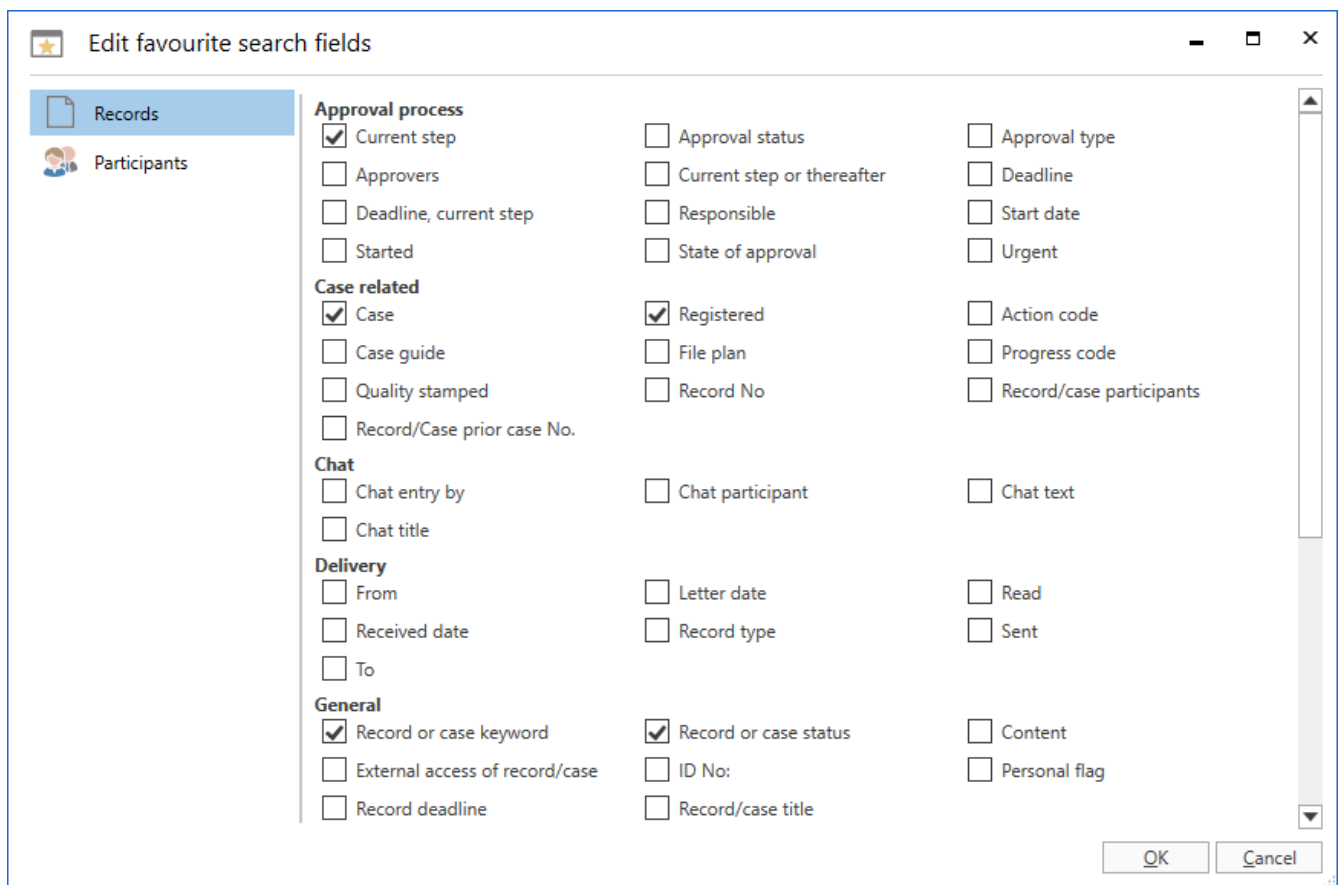 Edit favourite search fields
Records
Participants
Approval process
Current step Approval status Approval type
Approvers Current step or thereafter Deadline
Deadline, current step Responsible Start date
Started State of approval Urgent
Case related
Case Registered Action code
Case guide File plan Progress code
Quality stamped Record No Record/case participants
Record/Case prior case No.
Chat
Chat entry by Chat participant Chat text
Chat title
Delivery
From Letter date Read
Received date Record type Sent
To
General
Record or case keyword Record or case status Content
External access of record/case ID No: Personal flag
Record deadline Record/case title
OK Cancel